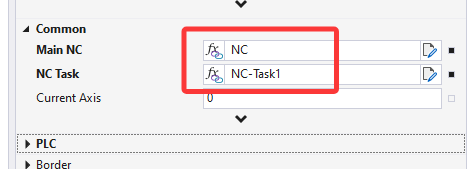 Common
Main NC fx NC
NC Task fx NC-Task1
Current Axis 0
PLC
Border